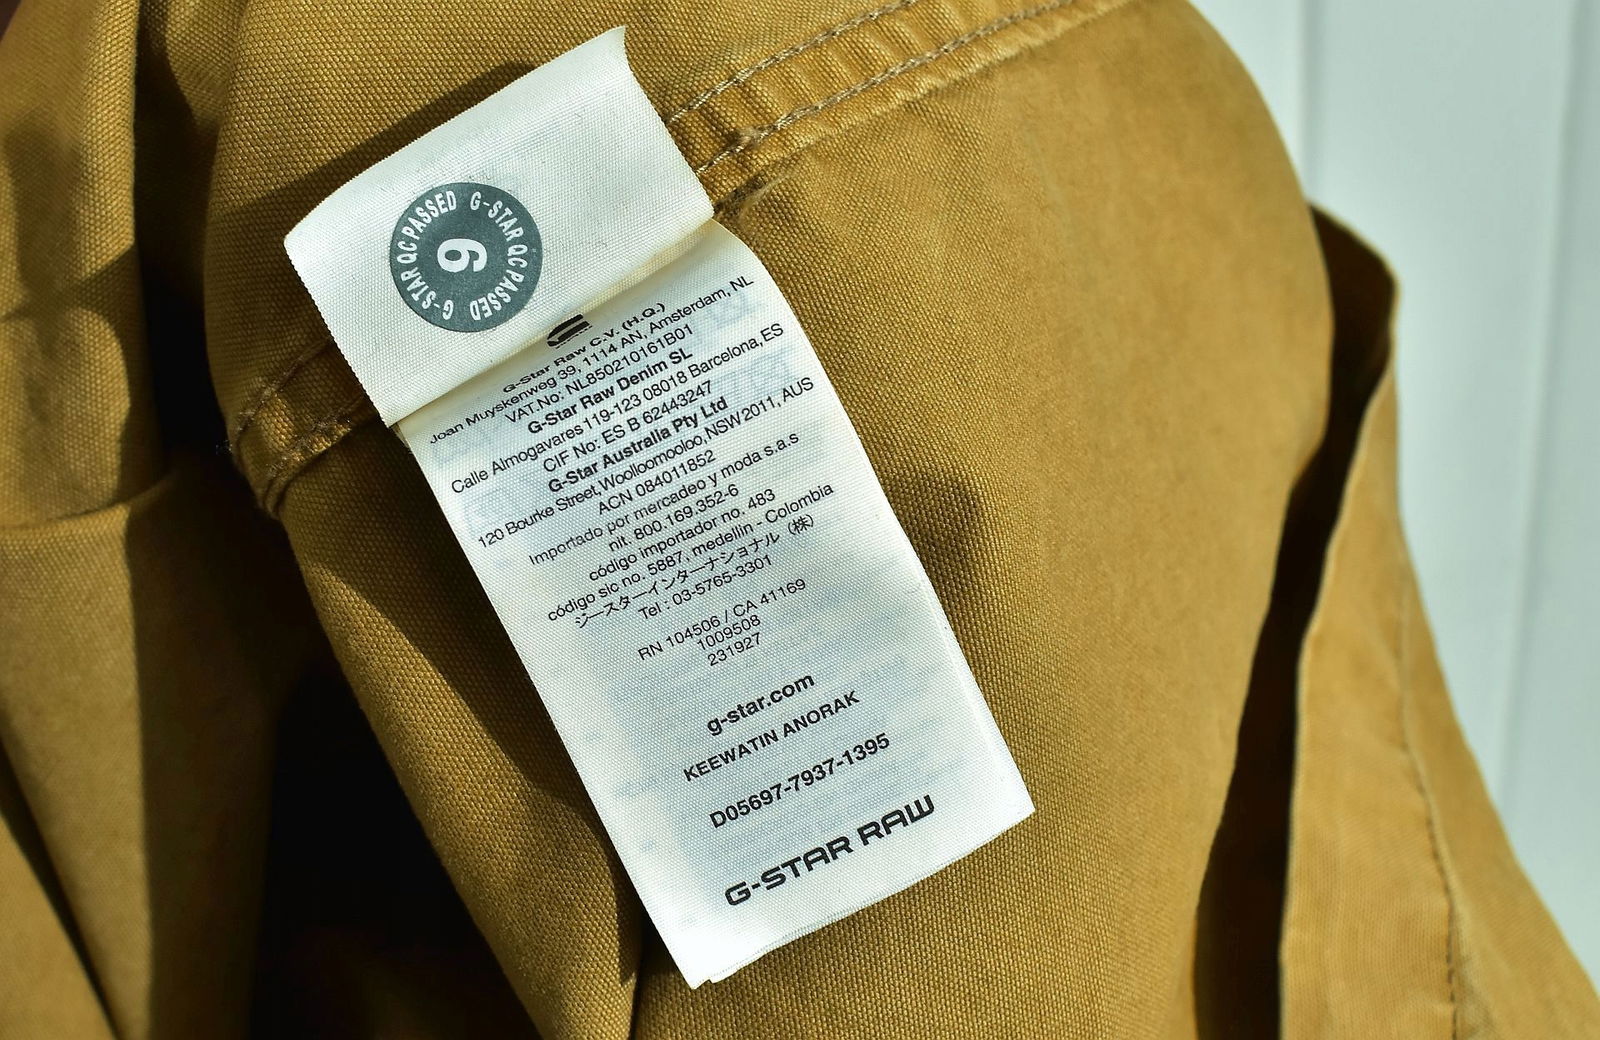 G-STAR QC PASSED G-STAR QC PASSED
9
G-Star Raw C.V. (H.Q.)
Joan Muyskenweg 39, 1114 AN, Amsterdam, NL
VAT.No: NL850210161B01
G-Star Raw Denim SL
Calle Almogavares 119-123 08018 Barcelona, ES
CIF No: ES B 62443247
G-Star Australia Pty Ltd
120 Bourke Street, Woolloomooloo, NSW 2011, AUS
ACN 084011852
Importado por mercadeo y moda s.a.s
nit. 800.169.352-6
código importador no. 483
código sic no. 5887, medellin - Colombia
ジースターインターナショナル（株）
Tel : 03-5765-3301
RN 104506 / CA 41169
1009508
231927
g-star.com
KEEWATIN ANORAK
D05697-7937-1395
G-STAR RAW